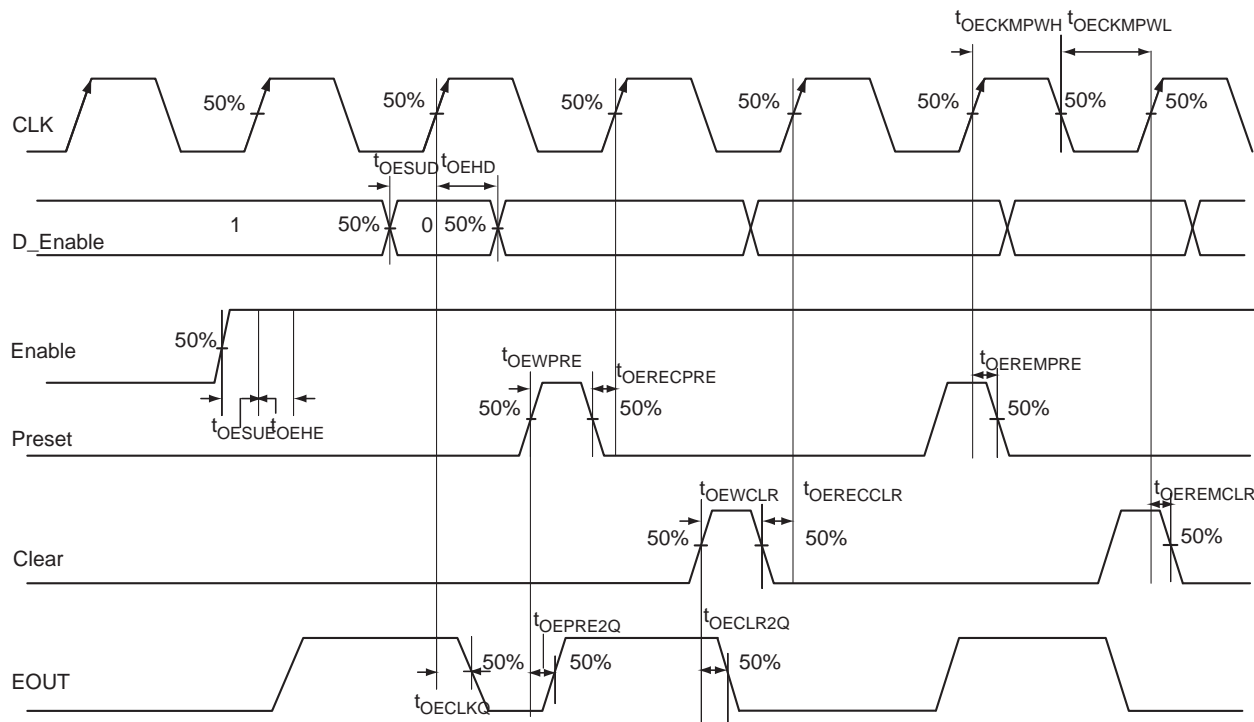 tOECKMPWH tOECKMPWL
CLK 50% 50% 50% 50% 50% 50% 50%
tOESUD tOEHD
D_Enable 1 50% 0 50%
Enable 50%
tOESUE tOEHE
tOEWPRE tOERECPRE tOEREMPRE
Preset 50% 50% 50%
tOEWCLR tOERECCLR tOEREMCLR
Clear 50% 50% 50%
tOEPRE2Q tOECLR2Q
EOUT 50% 50% 50%
tOECLKQ